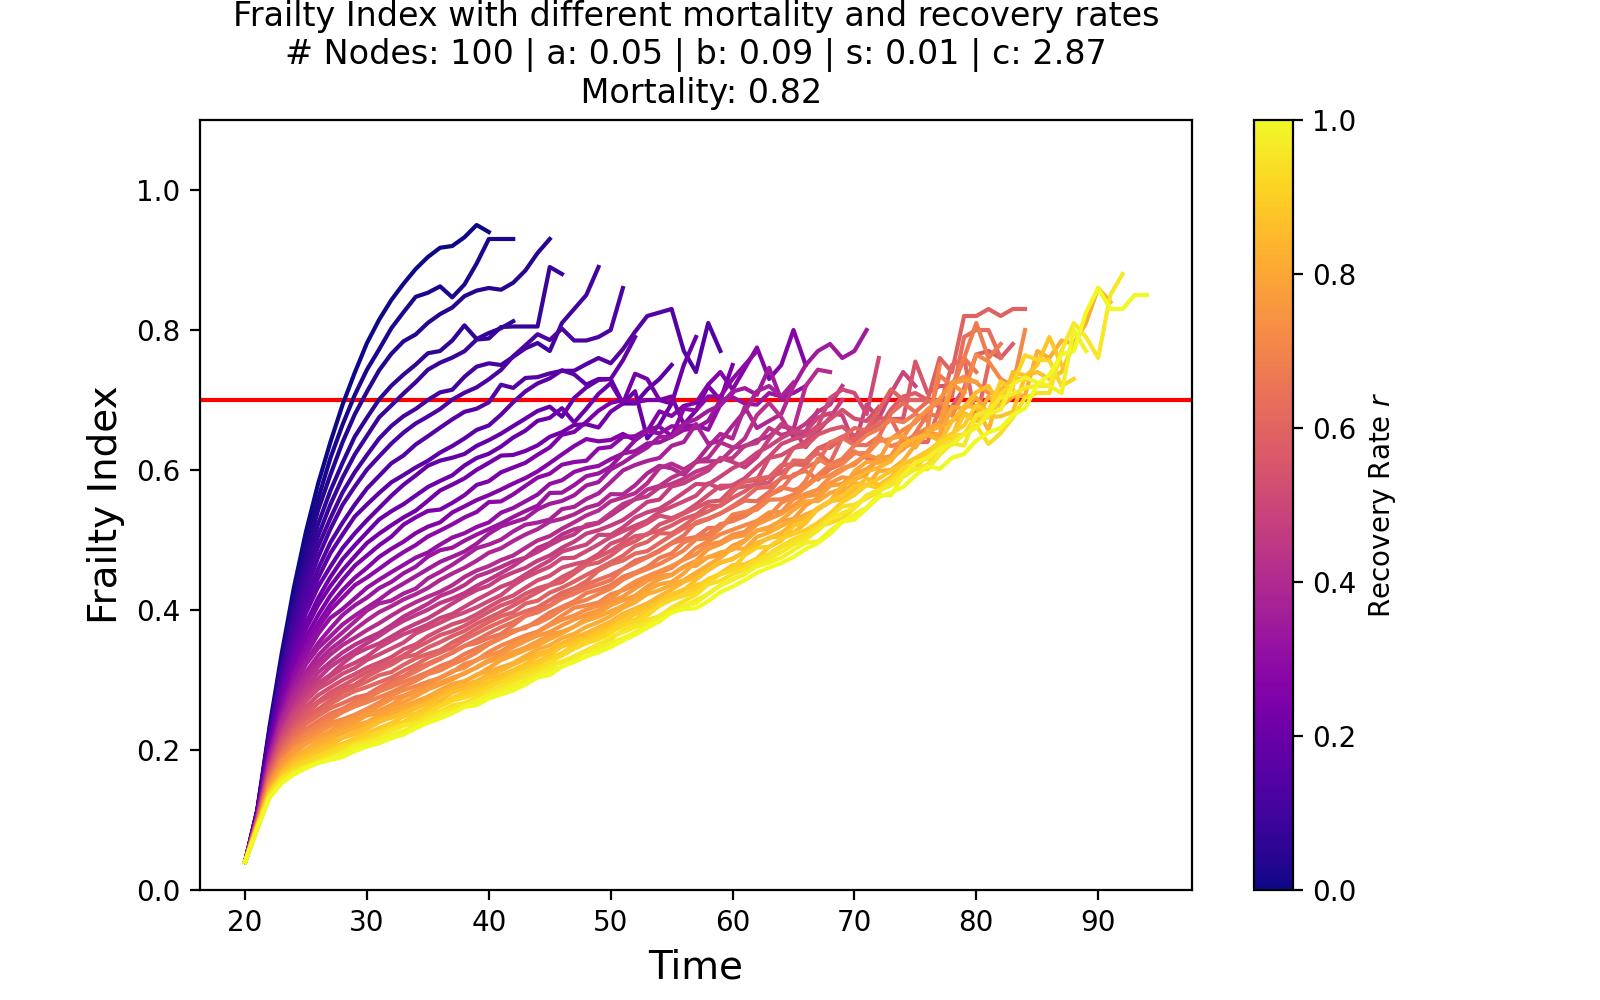 Frailty Index with different mortality and recovery rates
# Nodes: 100 | a: 0.05 | b: 0.09 | s: 0.01 | c: 2.87
Mortality: 0.82
Frailty Index
1.0
0.8
0.6
0.4
0.2
0.0
20 30 40 50 60 70 80 90
Time
1.0
0.8
0.6
0.4
0.2
0.0
Recovery Rate r